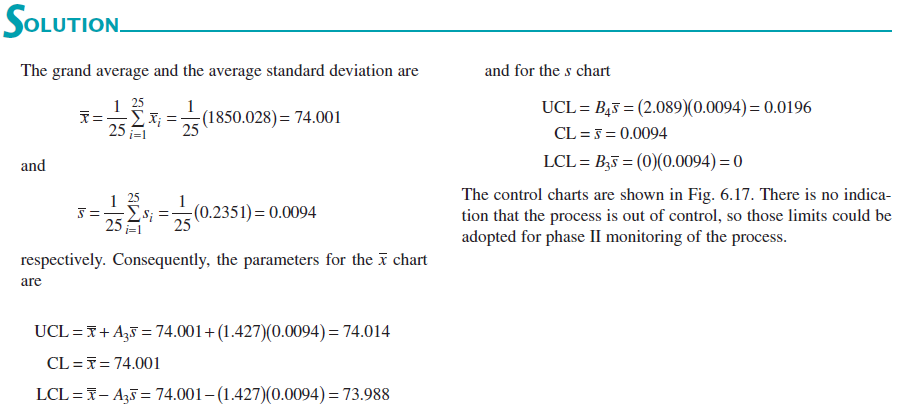 SOLUTION
The grand average and the average standard deviation are
x̿ = 1/25 Σ_{i=1}^{25} x̄ᵢ = 1/25 (1850.028) = 74.001
and
s̄ = 1/25 Σ_{i=1}^{25} sᵢ = 1/25 (0.2351) = 0.0094
respectively. Consequently, the parameters for the x̄ chart
are
UCL = x̿ + A₃s̄ = 74.001 + (1.427)(0.0094) = 74.014
CL = x̿ = 74.001
LCL = x̿ − A₃s̄ = 74.001 − (1.427)(0.0094) = 73.988
and for the s chart
UCL = B₄s̄ = (2.089)(0.0094) = 0.0196
CL = s̄ = 0.0094
LCL = B₃s̄ = (0)(0.0094) = 0
The control charts are shown in Fig. 6.17. There is no indica-
tion that the process is out of control, so those limits could be
adopted for phase II monitoring of the process.